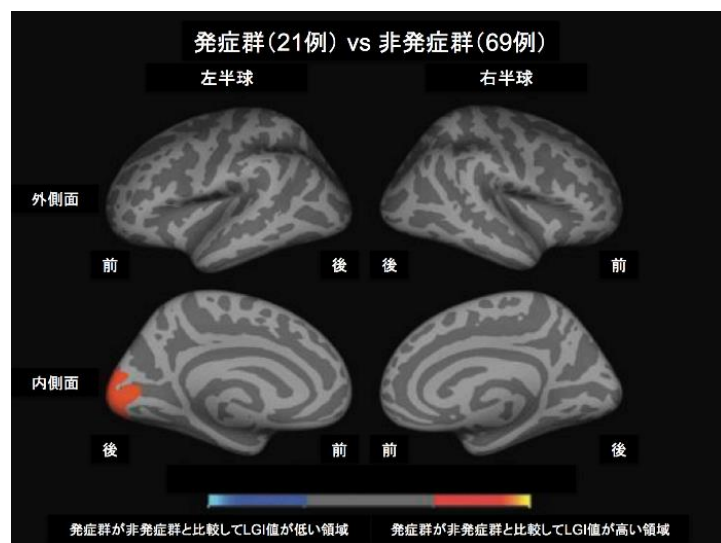 発症群(21例) vs 非発症群(69例)
左半球 右半球
外側面
前 後 後 前
内側面
後 前 前 後
発症群が非発症群と比較してLGI値が低い領域 発症群が非発症群と比較してLGI値が高い領域